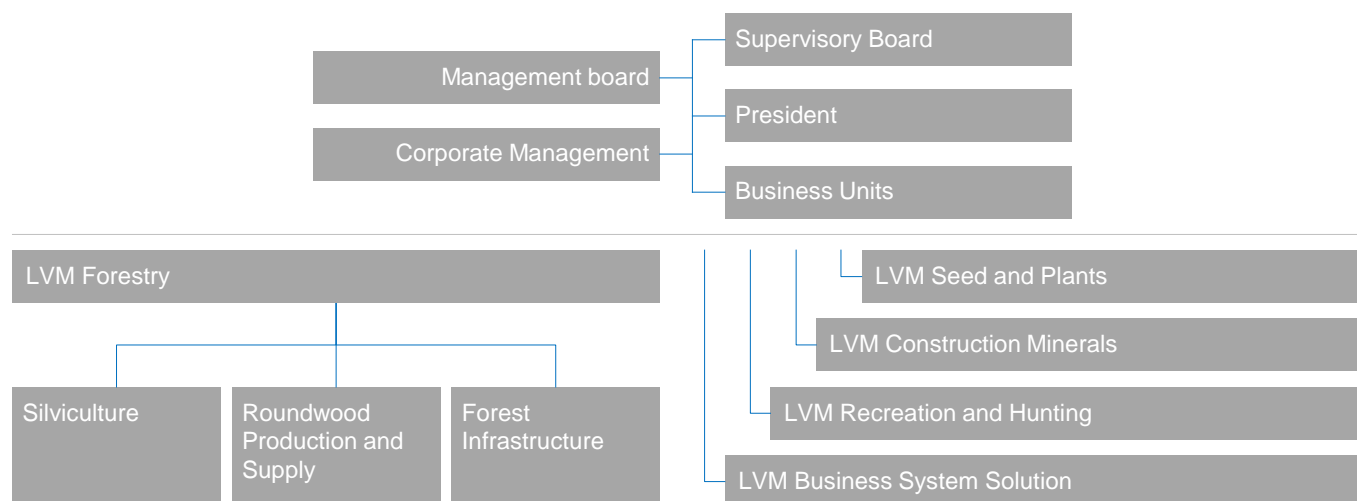 Supervisory Board
Management board
President
Corporate Management
Business Units
LVM Forestry
LVM Seed and Plants
LVM Construction Minerals
Silviculture
Roundwood
Production and
Supply
Forest
Infrastructure
LVM Recreation and Hunting
LVM Business System Solution